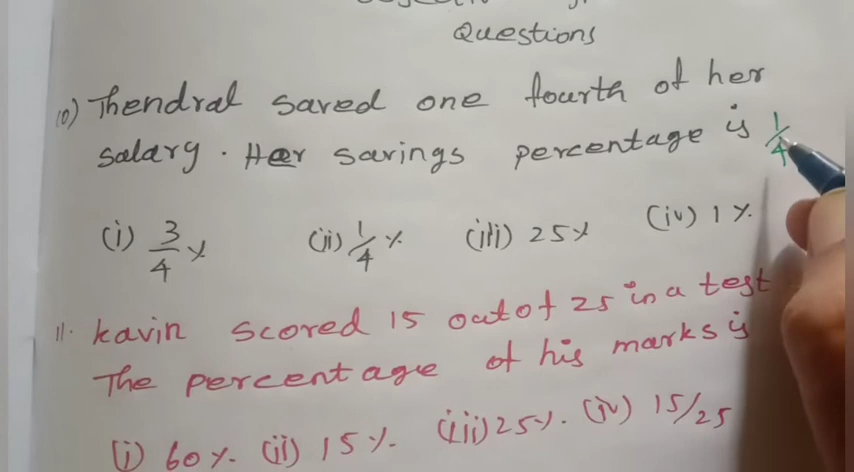 Questions
10) Thendral saved one fourth of her
salary. Her savings percentage is 1/4
(i) 3/4 % (ii) 1/4 % (iii) 25% (iv) 1%.
11. Kavin scored 15 out of 25 in a test
The percentage of his marks is
(i) 60%. (ii) 15%. (iii) 25%. (iv) 15/25